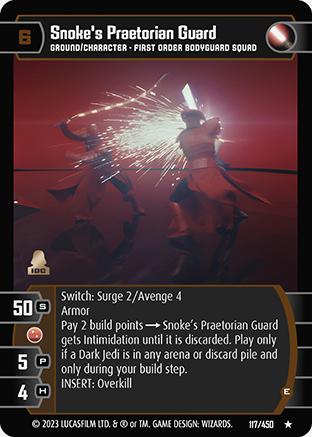 6
Snoke's Praetorian Guard
GROUND/CHARACTER - FIRST ORDER BODYGUARD SQUAD
IDC
50 S
Switch: Surge 2/Avenge 4
Armor
Pay 2 build points → Snoke's Praetorian Guard
gets Intimidation until it is discarded. Play only
if a Dark Jedi is in any arena or discard pile and
only during your build step.
INSERT: Overkill
5 P
4 H
E
© 2023 LUCASFILM LTD. & ® or TM. GAME DESIGN: WIZARDS.
117/450